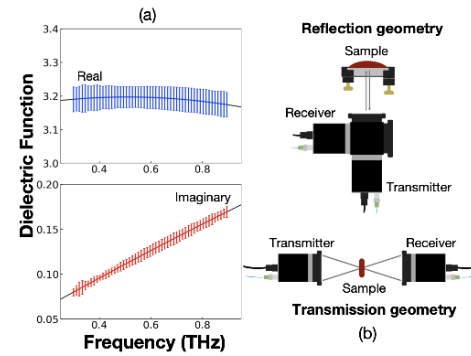 (a)
Dielectric Function
3.4
3.3
3.2
3.1
3.0
Real
0.4
0.6
0.8
0.20
0.15
0.10
0.05
Imaginary
0.4
0.6
0.8
Frequency (THz)
Reflection geometry
Sample
Receiver
Transmitter
Transmitter
Receiver
Sample
Transmission geometry
(b)